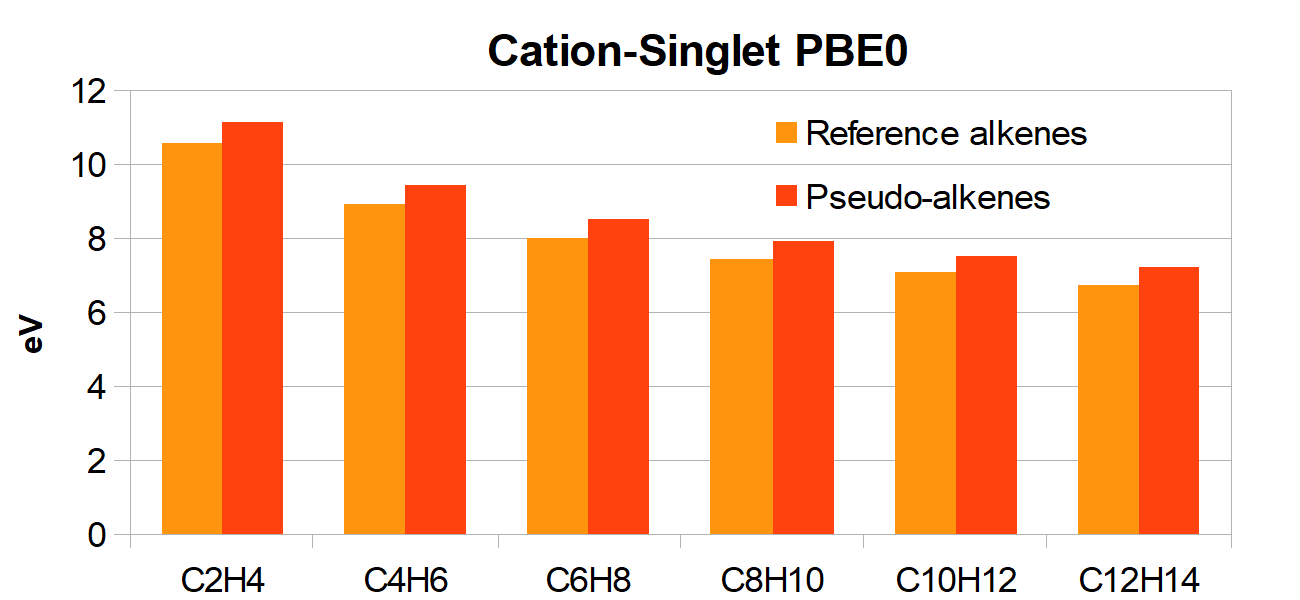 Cation-Singlet PBE0
12
10
8
6
4
2
0
eV
Reference alkenes
Pseudo-alkenes
C2H4 C4H6 C6H8 C8H10 C10H12 C12H14